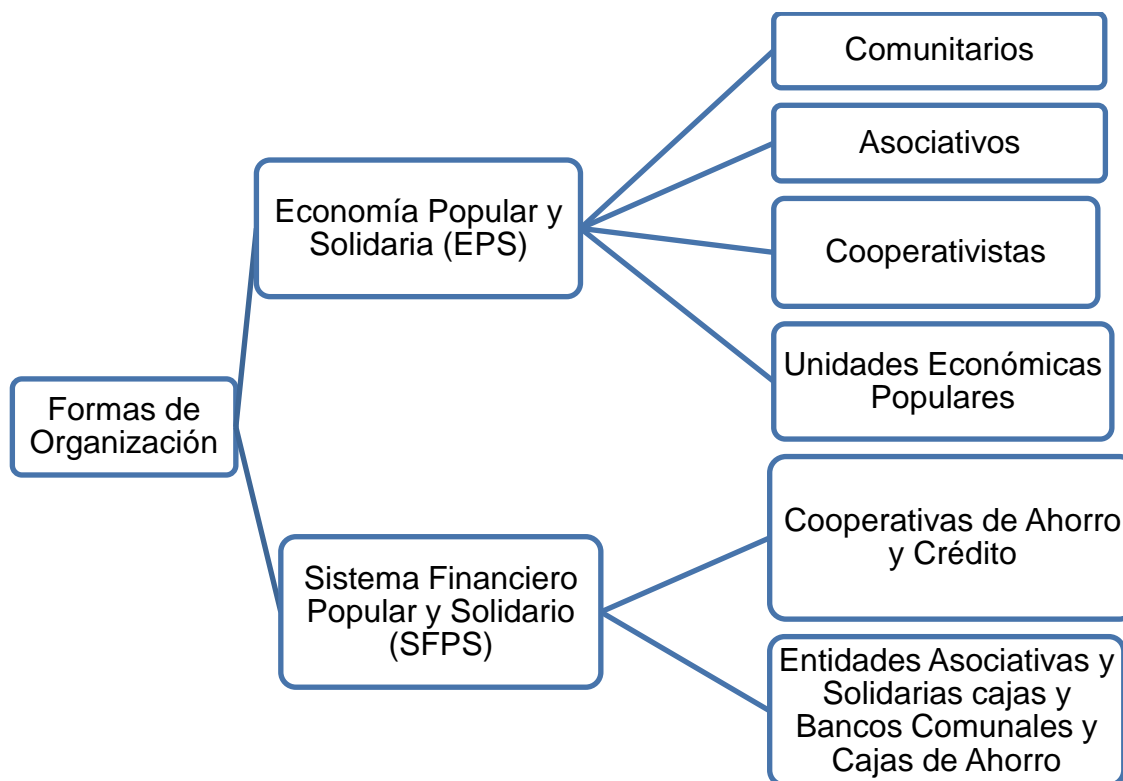 Comunitarios
Asociativos
Economía Popular y
Solidaria (EPS)
Cooperativistas
Unidades Económicas
Populares
Formas de
Organización
Cooperativas de Ahorro
y Crédito
Sistema Financiero
Popular y Solidario
(SFPS)
Entidades Asociativas y
Solidarias cajas y
Bancos Comunales y
Cajas de Ahorro